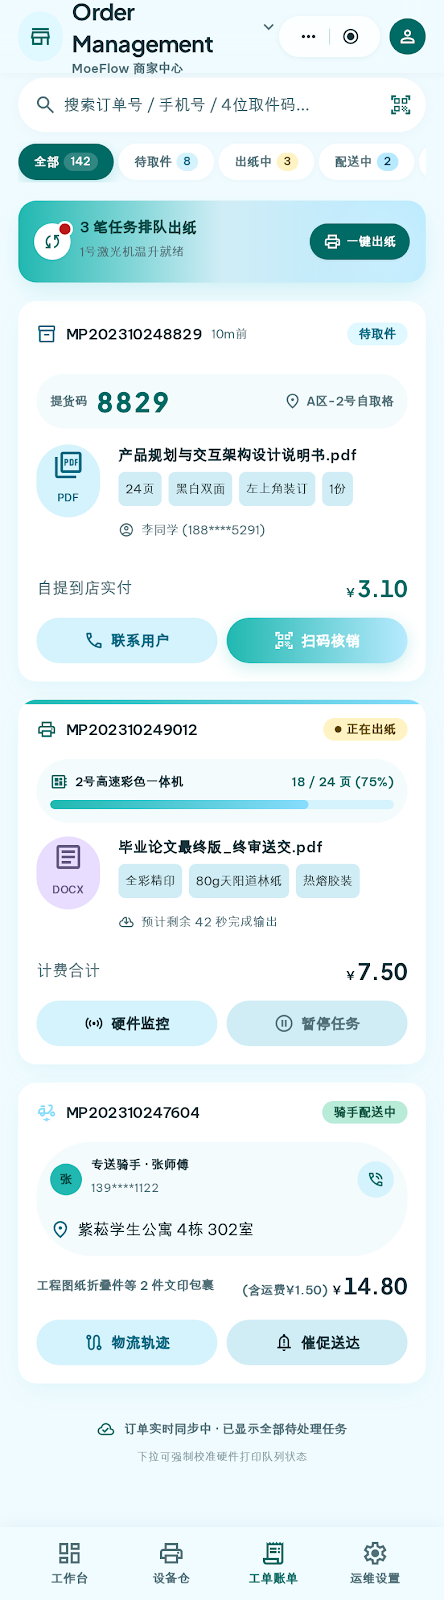 Order
Management
MoeFlow 商家中心
搜索订单号 / 手机号 / 4位取件码...
全部 142 待取件 8 出纸中 3 配送中 2
3 笔任务排队出纸
1号激光机温升就绪
一键出纸
MP202310248829 10m前 待取件
提货码 8829 A区-2号自取格
产品规划与交互架构设计说明书.pdf
PDF
PDF
24页 黑白双面 左上角装订 1份
李同学 (188****5291)
自提到店实付 ¥3.10
联系用户 扫码核销
MP202310249012 正在出纸
2号高速彩色一体机 18 / 24 页 (75%)
毕业论文最终版_终审送交.pdf
DOCX
全彩精印 80g天阳道林纸 热熔胶装
预计剩余 42 秒完成输出
计费合计 ¥7.50
硬件监控 暂停任务
MP202310247604 骑手配送中
张 专送骑手 · 张师傅
139****1122
紫菘学生公寓 4栋 302室
工程图纸折叠件等 2 件文印包裹 (含运费¥1.50) ¥14.80
物流轨迹 催促送达
订单实时同步中 · 已显示全部待处理任务
下拉可强制校准硬件打印队列状态
工作台 设备仓 工单账单 运维设置